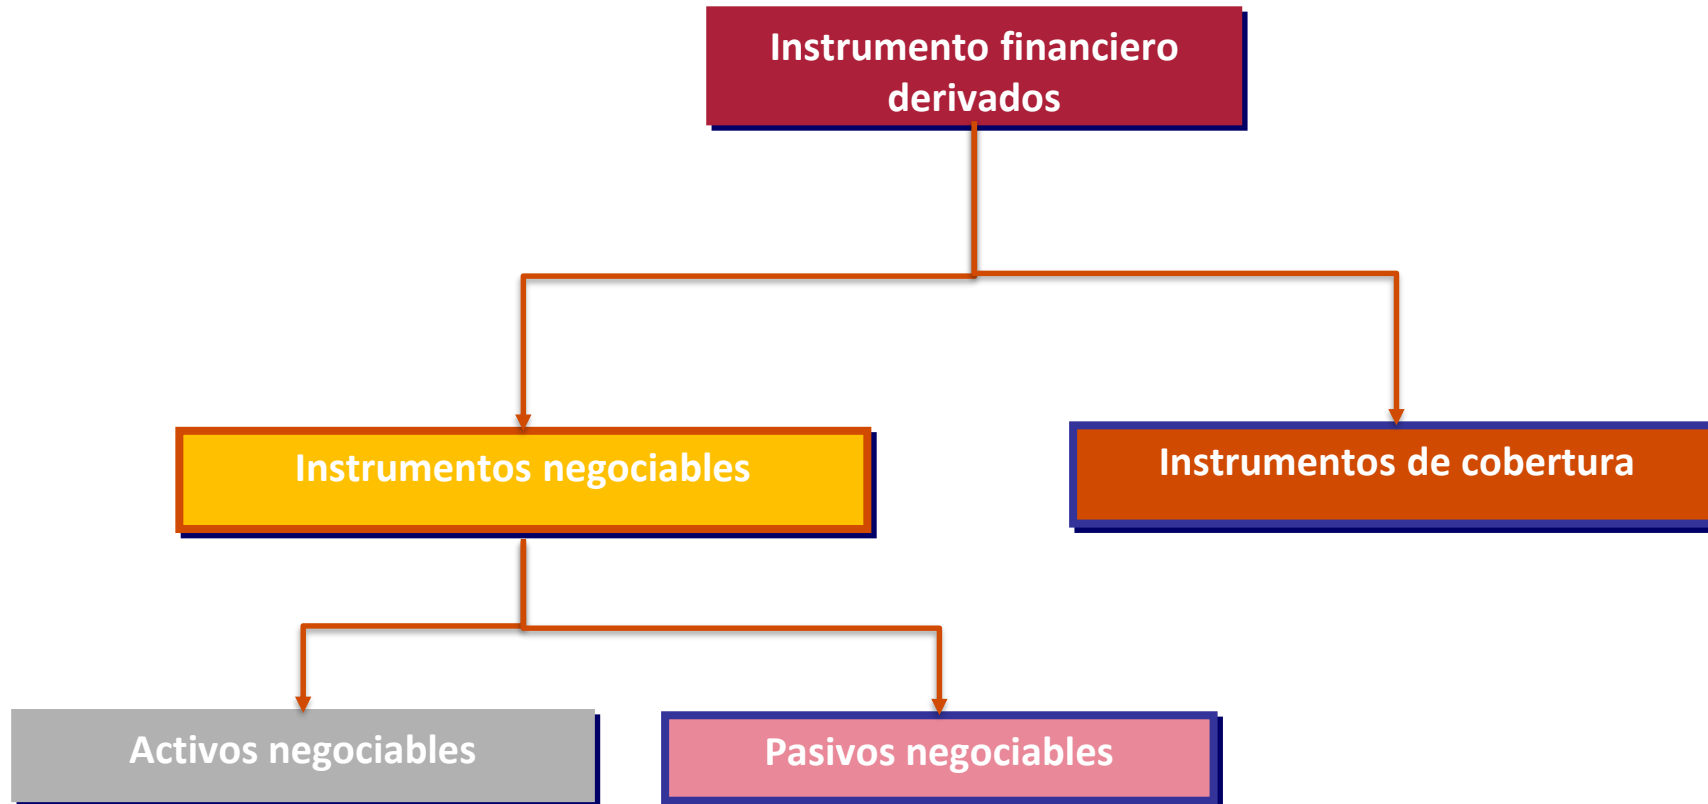 Instrumento financiero
derivados
Instrumentos negociables
Instrumentos de cobertura
Activos negociables
Pasivos negociables